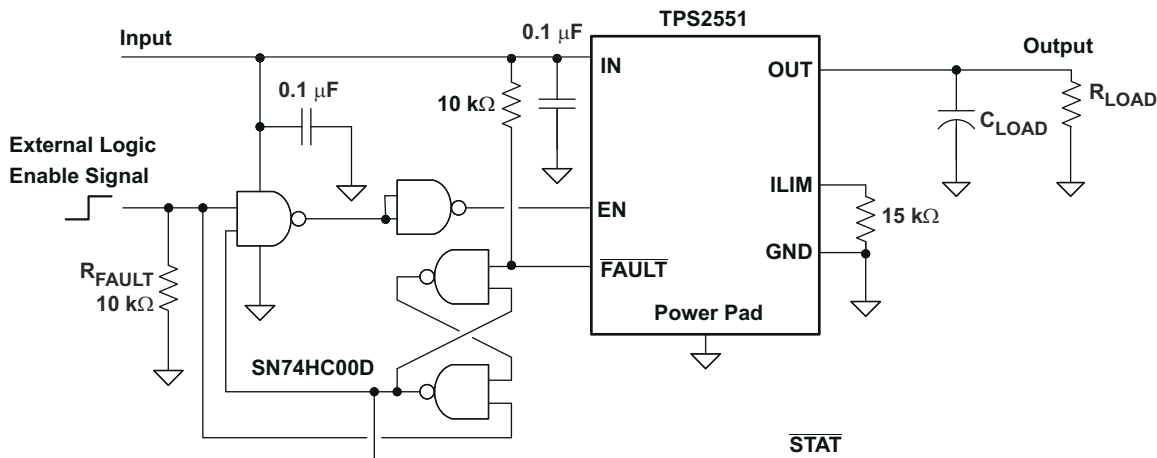 TPS2551
Input
0.1 μF
Output
IN
OUT
10 kΩ
0.1 μF
R_LOAD
C_LOAD
External Logic
Enable Signal
ILIM
EN
15 kΩ
GND
R_FAULT
10 kΩ
FAULT
Power Pad
SN74HC00D
STAT